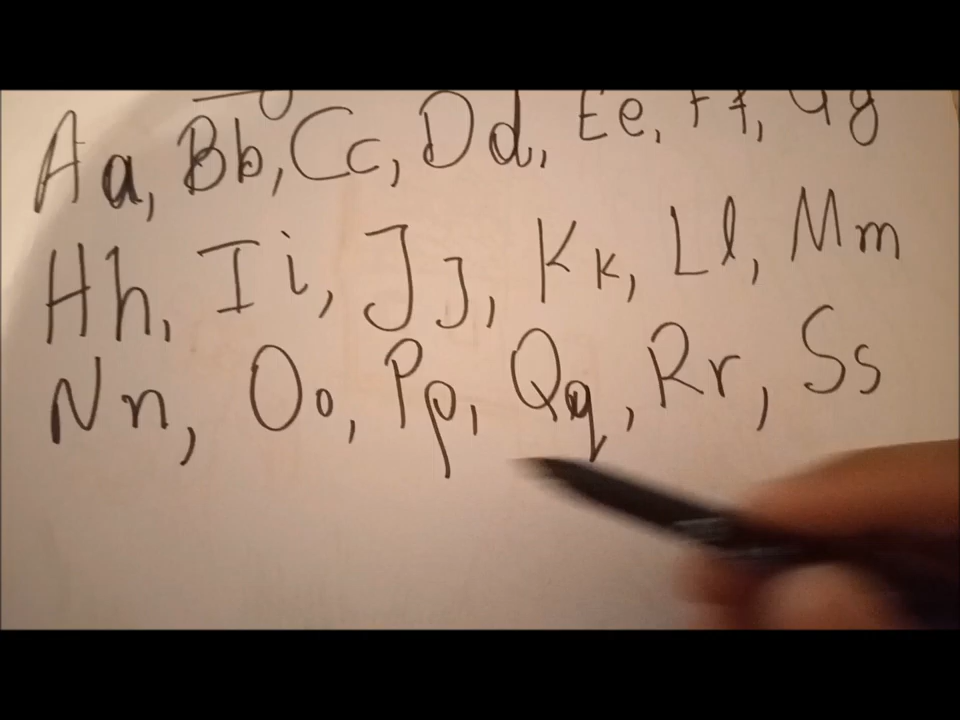 Aa, Bb, Cc, Dd, Ee, Ff, Gg
Hh, Ii, Jj, Kk, Ll, Mm
Nn, Oo, Pp, Qq, Rr, Ss